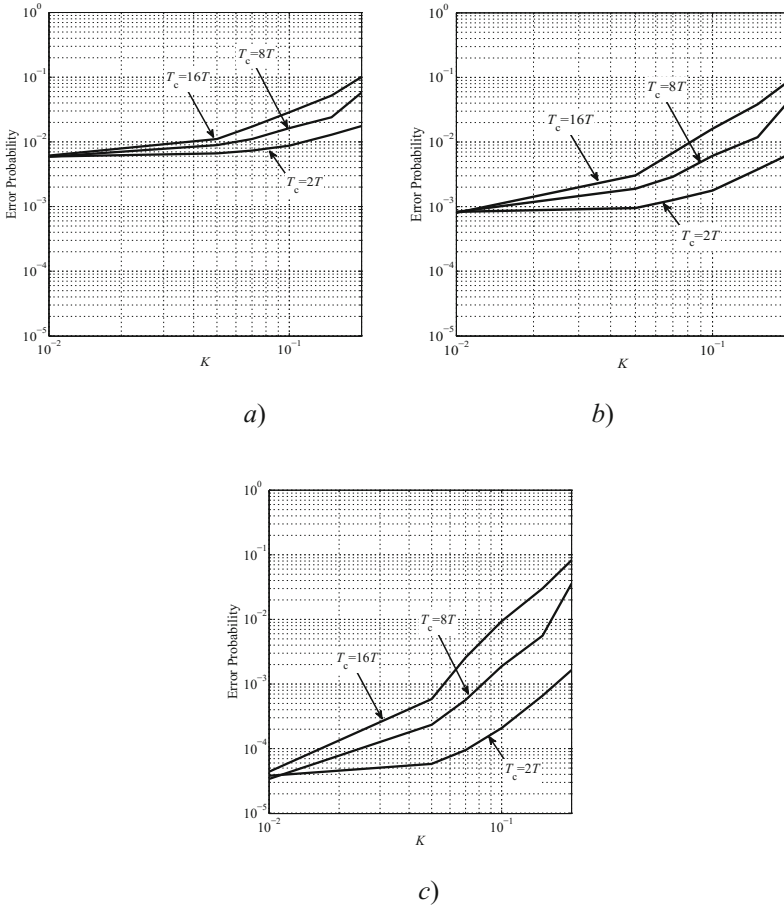 10^0
10^-1
10^-2
10^-3
10^-4
10^-5
Error Probability
T_c=16T
T_c=8T
T_c=2T
10^-2
10^-1
K
a)
10^0
10^-1
10^-2
10^-3
10^-4
10^-5
Error Probability
T_c=16T
T_c=8T
T_c=2T
10^-2
10^-1
K
b)
10^0
10^-1
10^-2
10^-3
10^-4
10^-5
Error Probability
T_c=8T
T_c=16T
T_c=2T
10^-2
10^-1
K
c)